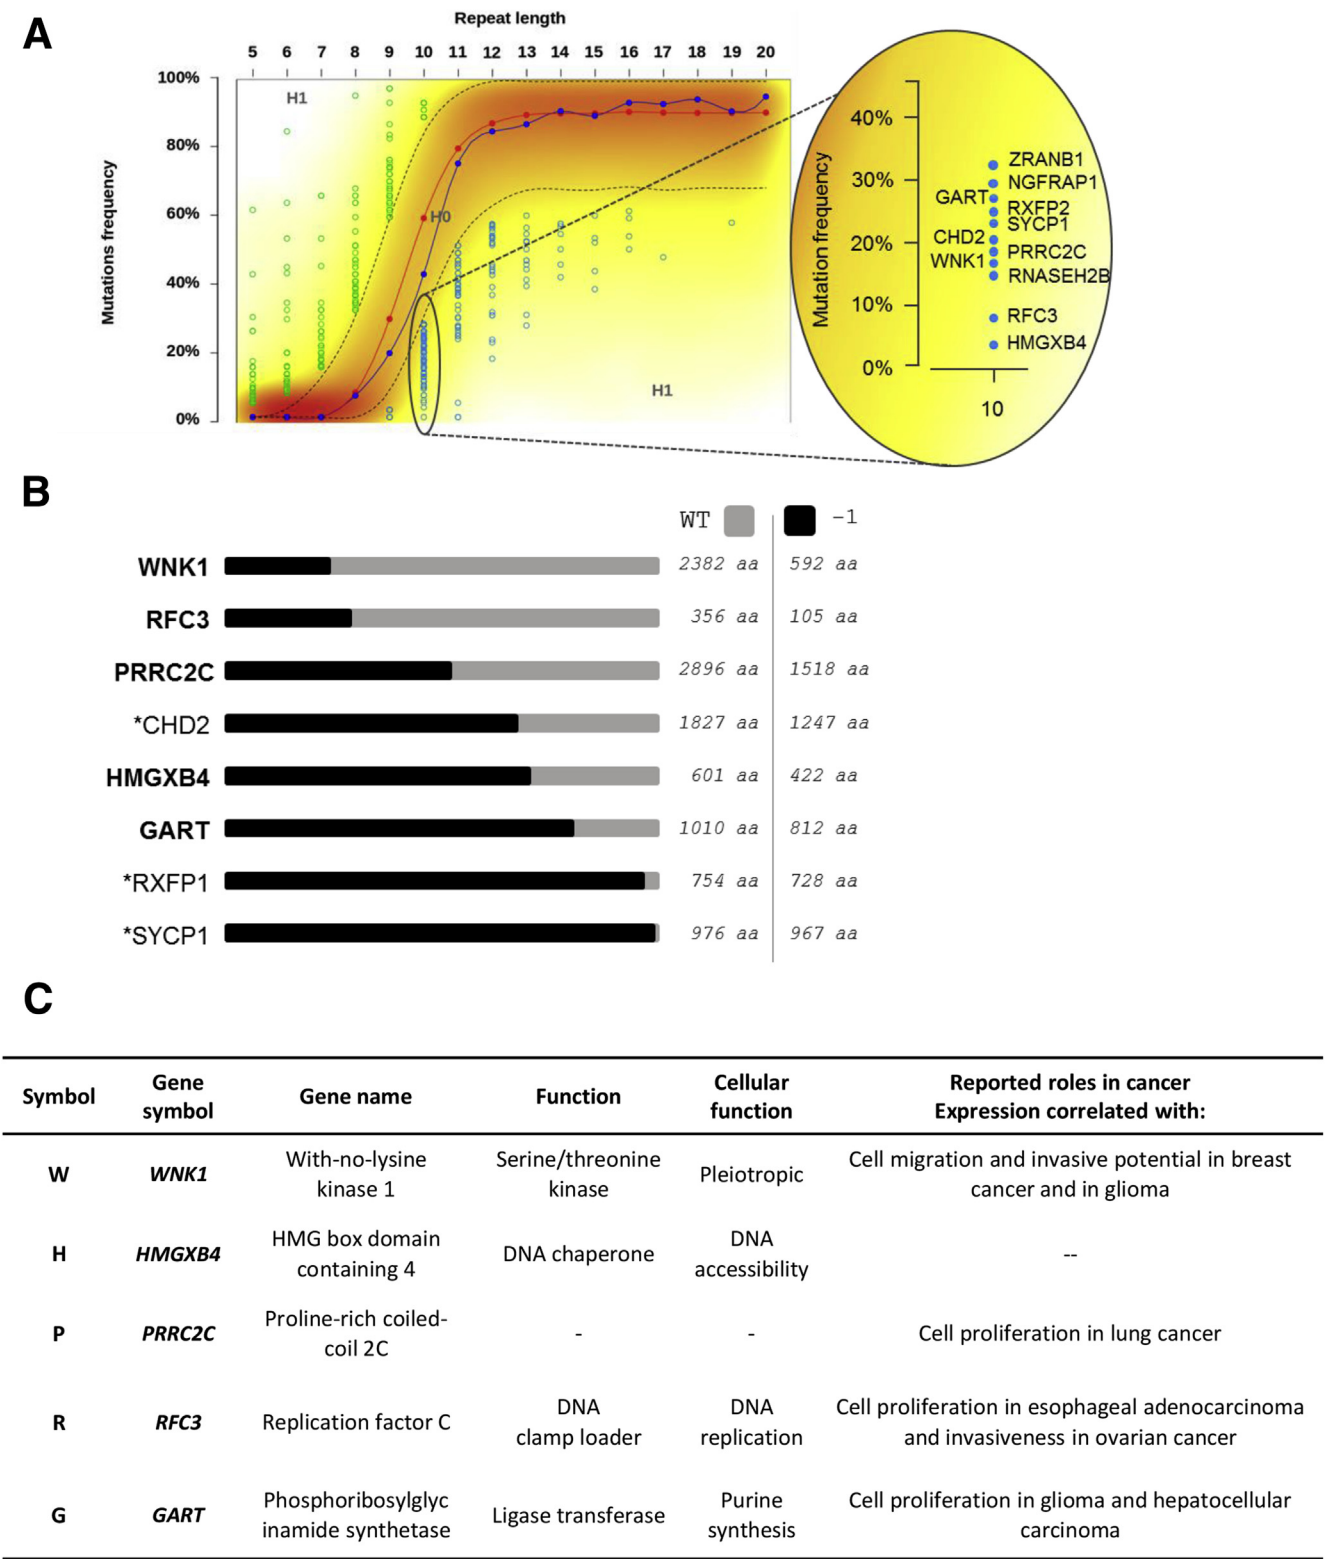 A
Repeat length
5 6 7 8 9 10 11 12 13 14 15 16 17 18 19 20
Mutations frequency
100%
80%
60%
40%
20%
0%
H1
H0
H1
Mutation frequency
40%
30%
20%
10%
0%
ZRANB1
NGFRAP1
GART
RXFP2
SYCP1
CHD2
PRRC2C
WNK1
RNASEH2B
RFC3
HMGXB4
10
B
WT -1
WNK1 2382 aa 592 aa
RFC3 356 aa 105 aa
PRRC2C 2896 aa 1518 aa
*CHD2 1827 aa 1247 aa
HMGXB4 601 aa 422 aa
GART 1010 aa 812 aa
*RXFP1 754 aa 728 aa
*SYCP1 976 aa 967 aa
C
Symbol
Gene
symbol
Gene name
Function
Cellular
function
Reported roles in cancer
Expression correlated with:
W
WNK1
With-no-lysine
kinase 1
Serine/threonine
kinase
Pleiotropic
Cell migration and invasive potential in breast
cancer and in glioma
H
HMGXB4
HMG box domain
containing 4
DNA chaperone
DNA
accessibility
--
P
PRRC2C
Proline-rich coiled-
coil 2C
-
-
Cell proliferation in lung cancer
R
RFC3
Replication factor C
DNA
clamp loader
DNA
replication
Cell proliferation in esophageal adenocarcinoma
and invasiveness in ovarian cancer
G
GART
Phosphoribosylglyc
inamide synthetase
Ligase transferase
Purine
synthesis
Cell proliferation in glioma and hepatocellular
carcinoma